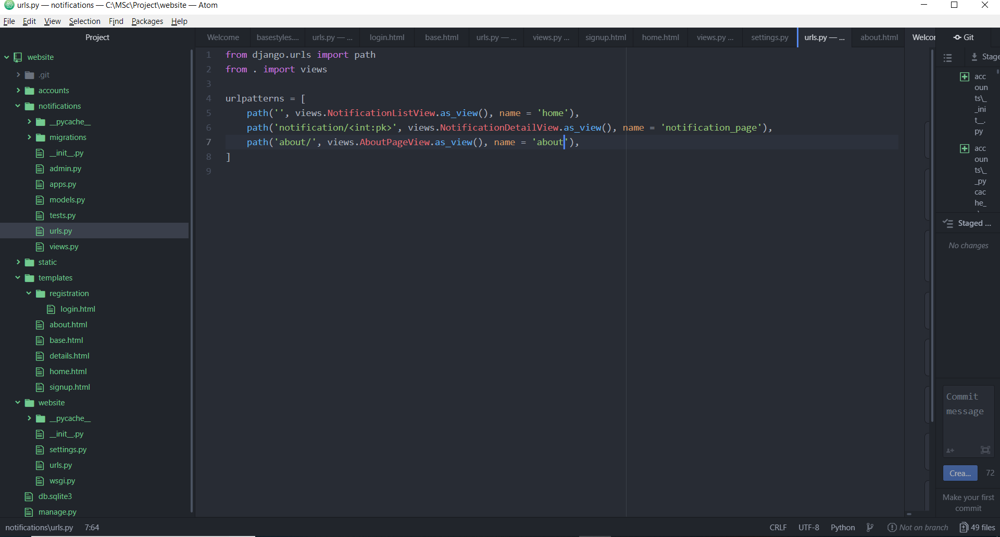 urls.py — notifications — C:\MSc\Project\website — Atom
File Edit View Selection Find Packages Help
Project
website
.git
accounts
notifications
__pycache__
migrations
__init__.py
admin.py
apps.py
models.py
tests.py
urls.py
views.py
static
templates
registration
login.html
about.html
base.html
details.html
home.html
signup.html
website
__pycache__
__init__.py
settings.py
urls.py
wsgi.py
db.sqlite3
manage.py
Welcome basestyles.... urls.py — ... login.html base.html urls.py — ... views.py ... signup.html home.html views.py ... settings.py urls.py — ... about.html Welcor
1 from django.urls import path
2 from . import views
3
4 urlpatterns = [
5 path('', views.NotificationListView.as_view(), name = 'home'),
6 path('notification/<int:pk>', views.NotificationDetailView.as_view(), name = 'notification_page'),
7 path('about/', views.AboutPageView.as_view(), name = 'about'),
8 ]
9
Git
Stage
acc
oun
ts\_
_ini
t__.
py
acc
oun
ts\_
_py
cac
he_
Staged ...
No changes
Commit
message
Crea... 72
Make your first
commit
notifications\urls.py 7:64 CRLF UTF-8 Python Not on branch 49 files